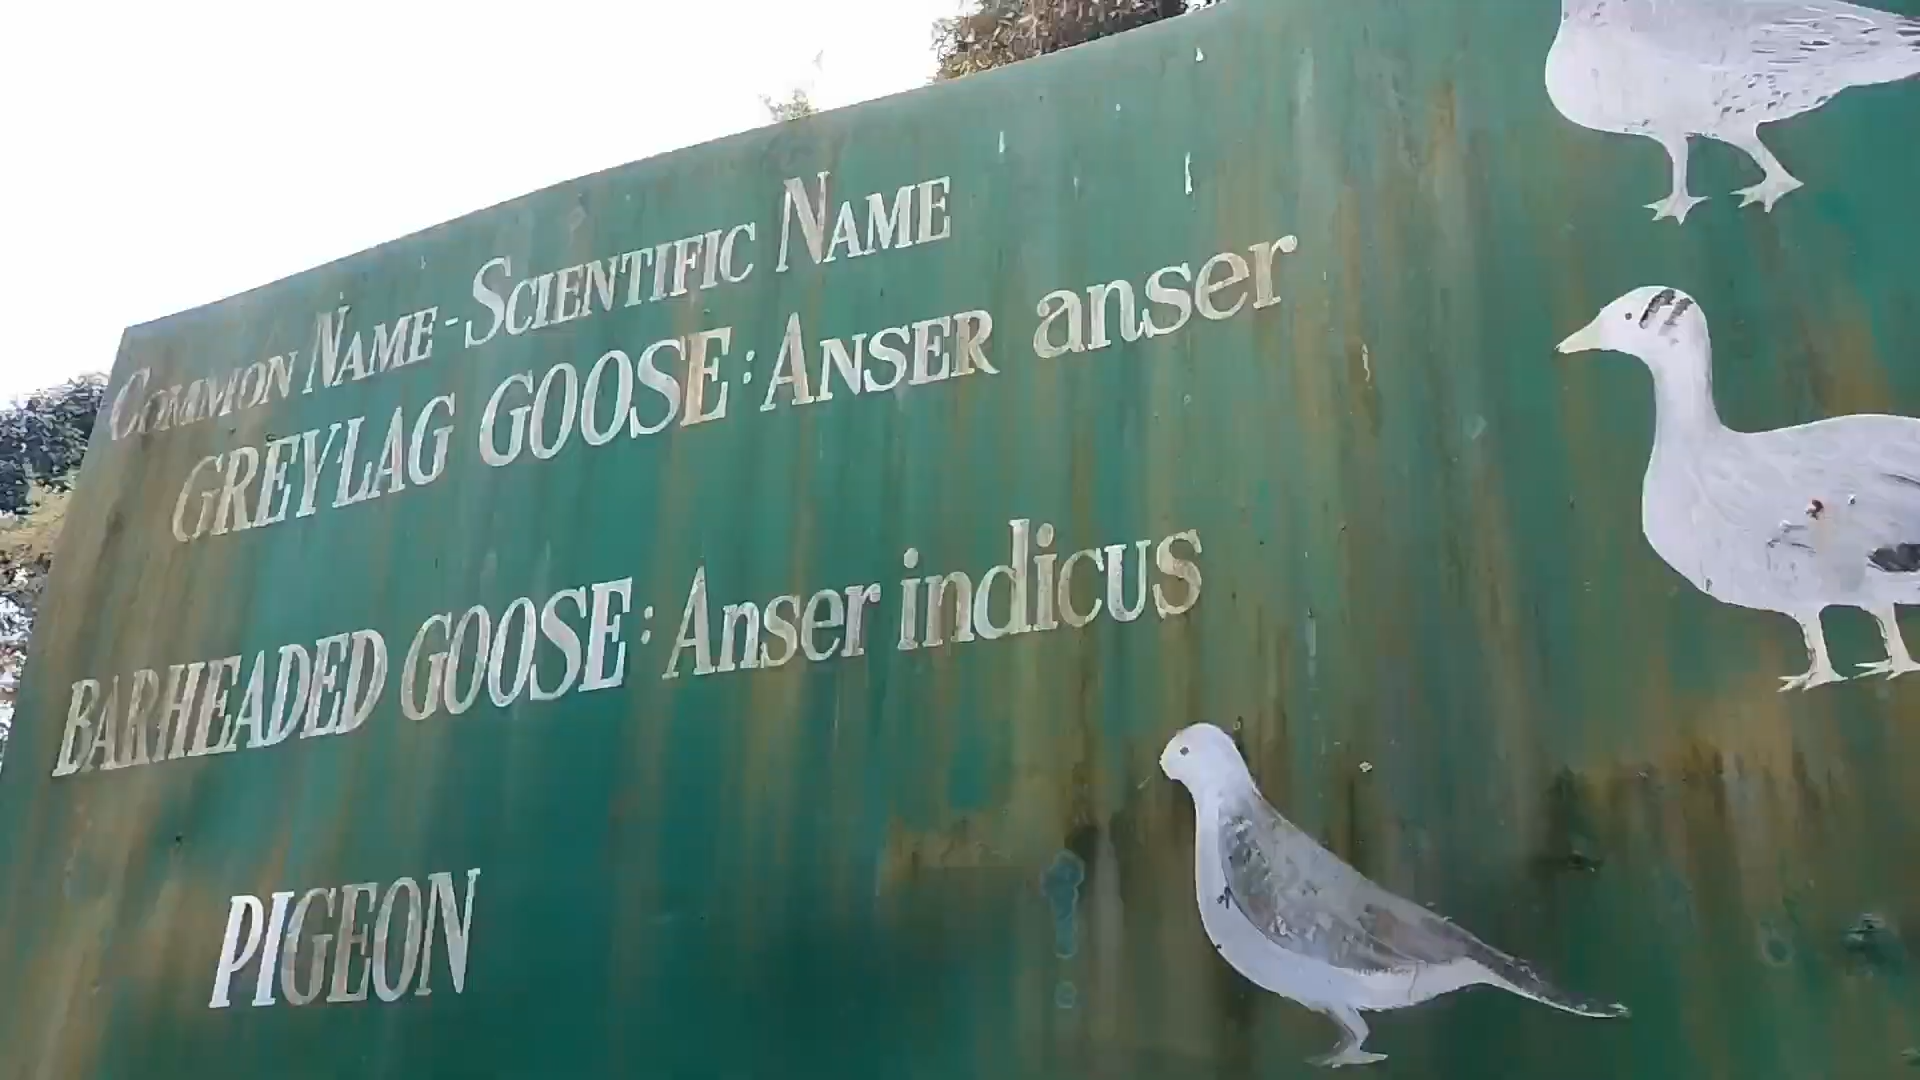 COMMON NAME - SCIENTIFIC NAME
GREYLAG GOOSE : ANSER anser
BARHEADED GOOSE : Anser indicus
PIGEON